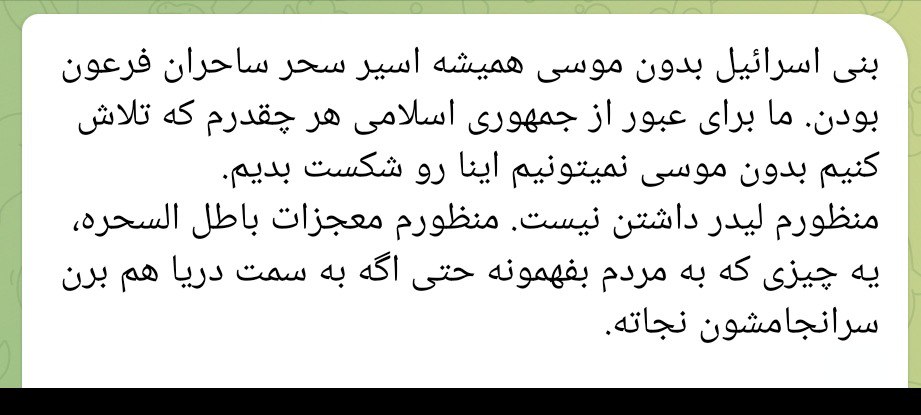 بنی اسرائیل بدون موسی همیشه اسیر سحر ساحران فرعون
بودن. ما برای عبور از جمهوری اسلامی هر چقدرم که تلاش
کنیم بدون موسی نمیتونیم اینا رو شکست بدیم.
منظورم لیدر داشتن نیست. منظورم معجزات باطل السحره،
یه چیزی که به مردم بفهمونه حتی اگه به سمت دریا هم برن
سرانجامشون نجاته.